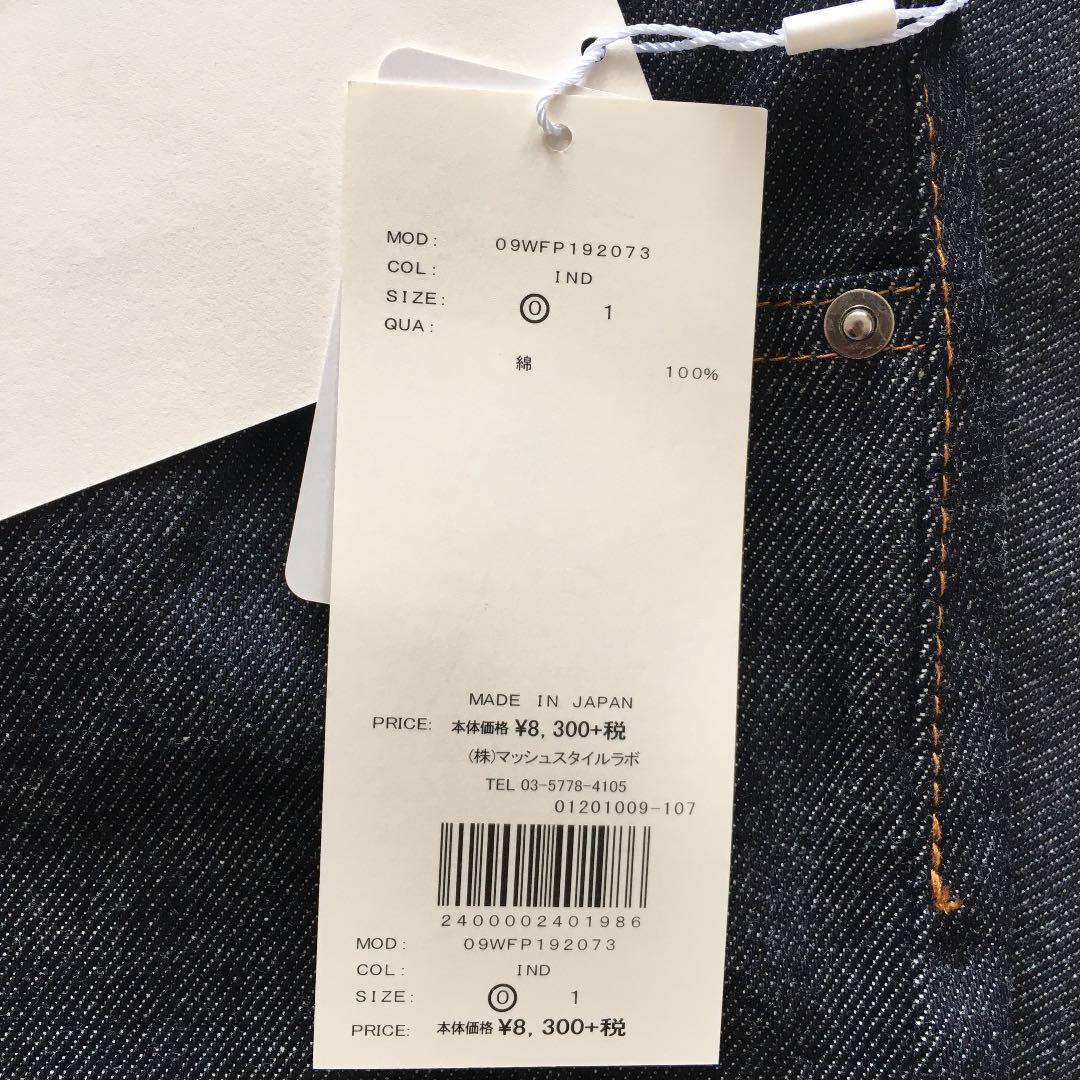 MOD: 09WFP192073
COL: IND
SIZE: 0 1
QUA:
綿 100%
MADE IN JAPAN
PRICE: 本体価格 ¥8,300+税
(株)マッシュスタイルラボ
TEL 03-5778-4105
01201009-107
2400002401986
MOD: 09WFP192073
COL: IND
SIZE: 0 1
PRICE: 本体価格 ¥8,300+税